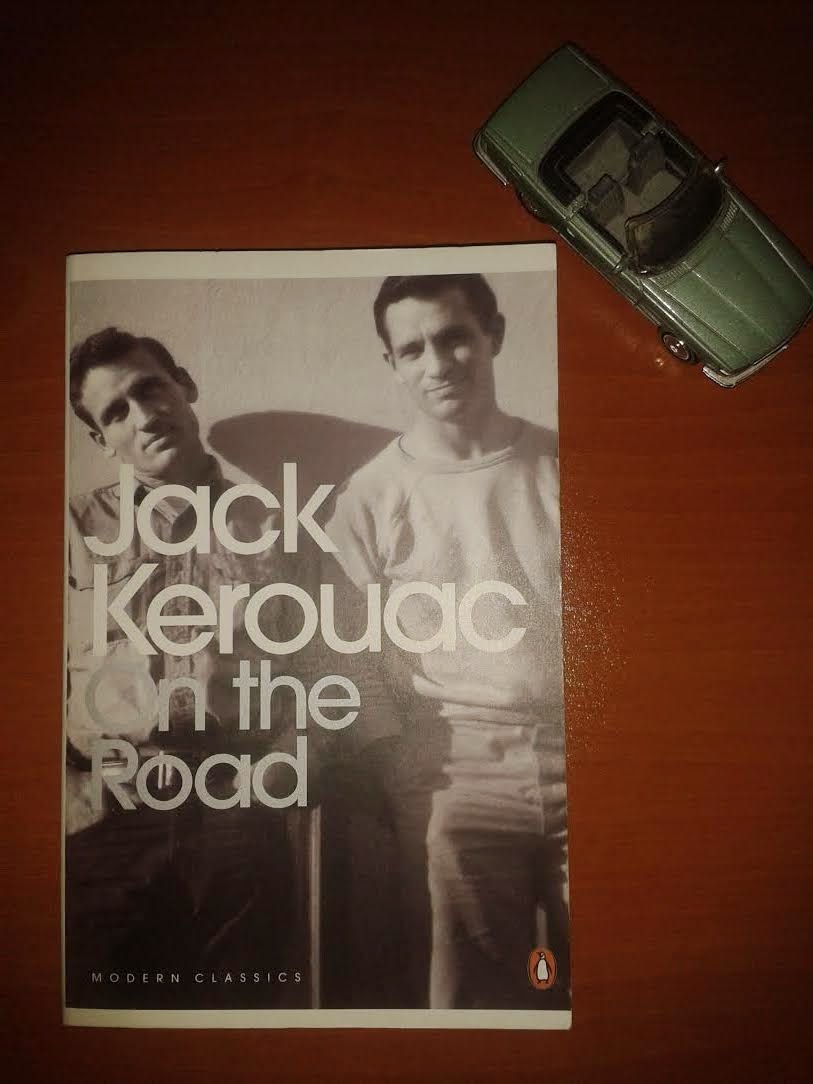 Jack
Kerouac
On the
Road
MODERN CLASSICS